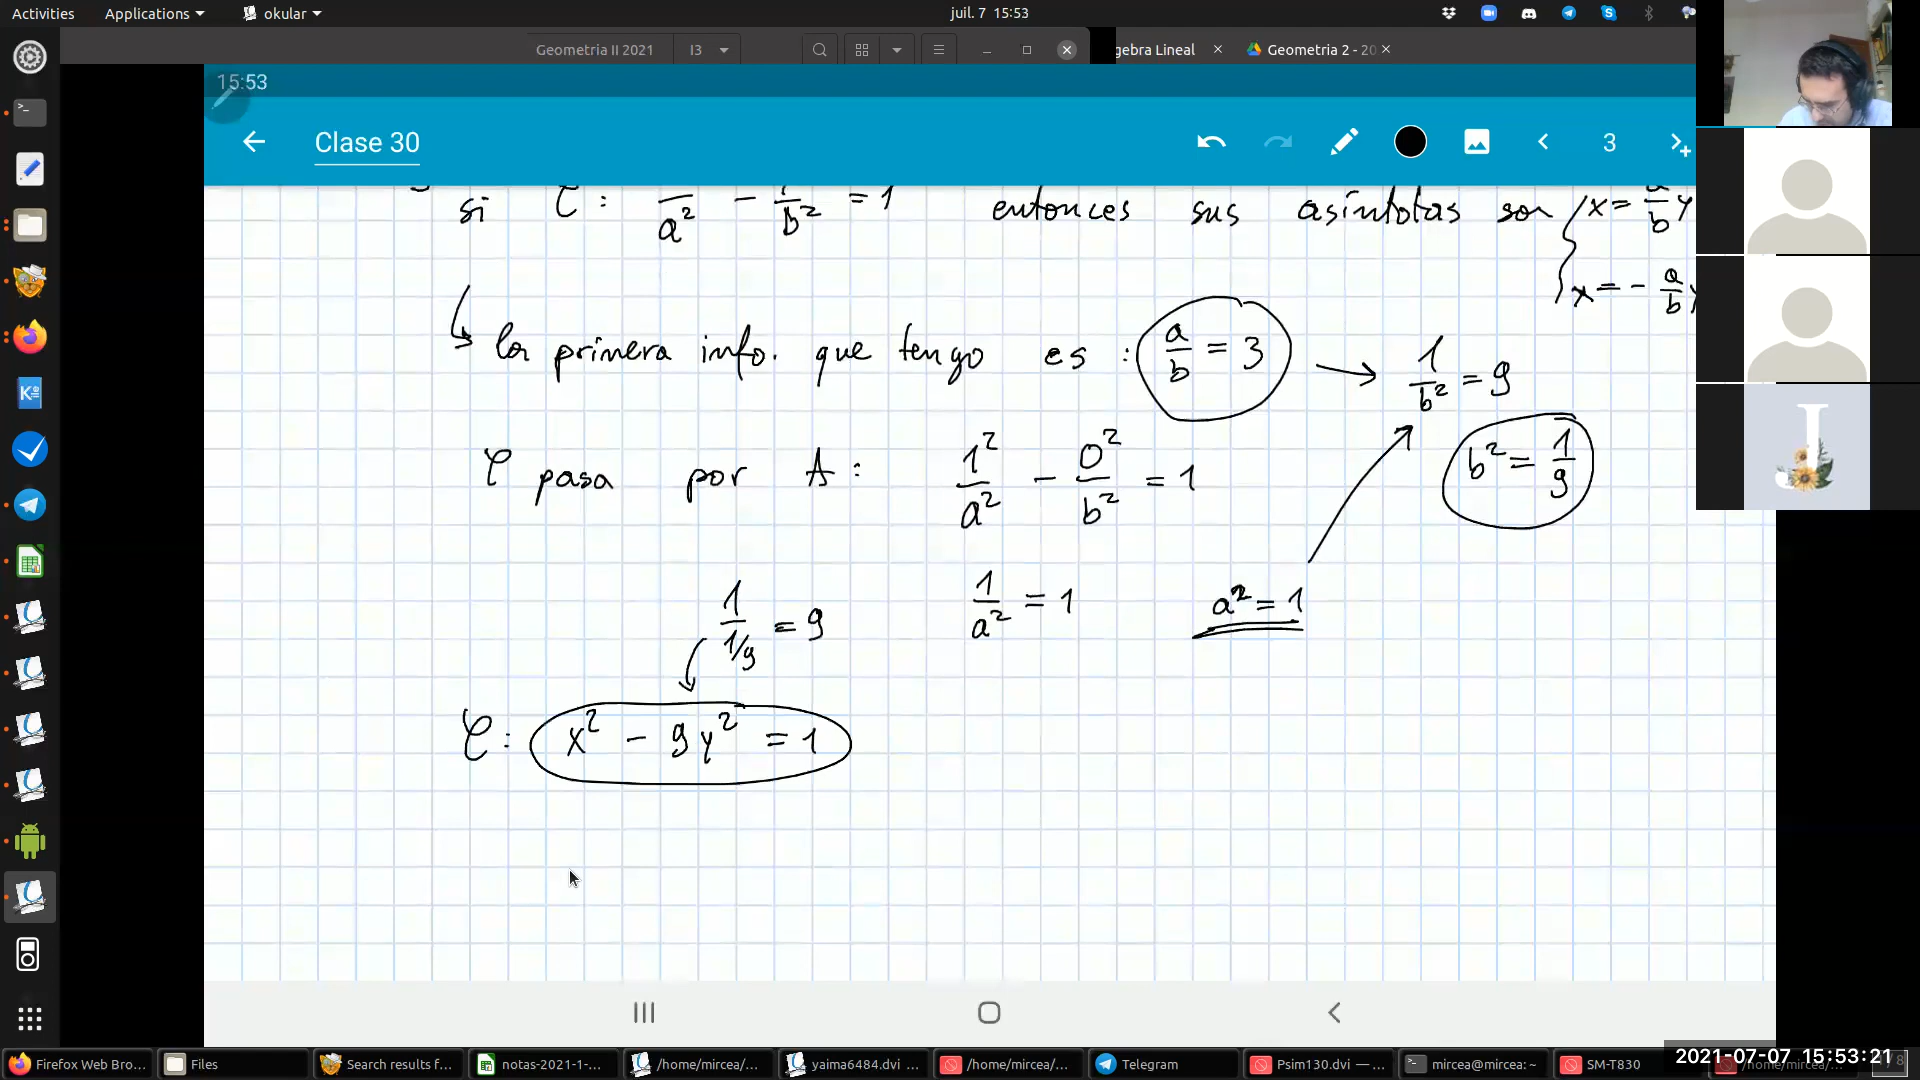 Activities Applications okular juil. 7 15:53
Geometria II 2021 I3 gebra Lineal × Geometria 2 - 20 ×
15:53
Clase 30 3
si C: a² - b² = 1 entonces sus asíntotas son x = a/b y
x = - a/b y
la primera info. que tengo es : a/b = 3 → 1/b² = 9
b² = 1/9
C pasa por A: 1²/a² - 0²/b² = 1
1/(1/9) = 9 1/a² = 1 a² = 1
C: x² - 9y² = 1
J
Firefox Web Bro... Files Search results f... notas-2021-1-... /home/mircea/... yaima6484.dvi ... /home/mircea/... Telegram Psim130.dvi — ... mircea@mircea: ~ SM-T830
2021-07-07 15:53:21